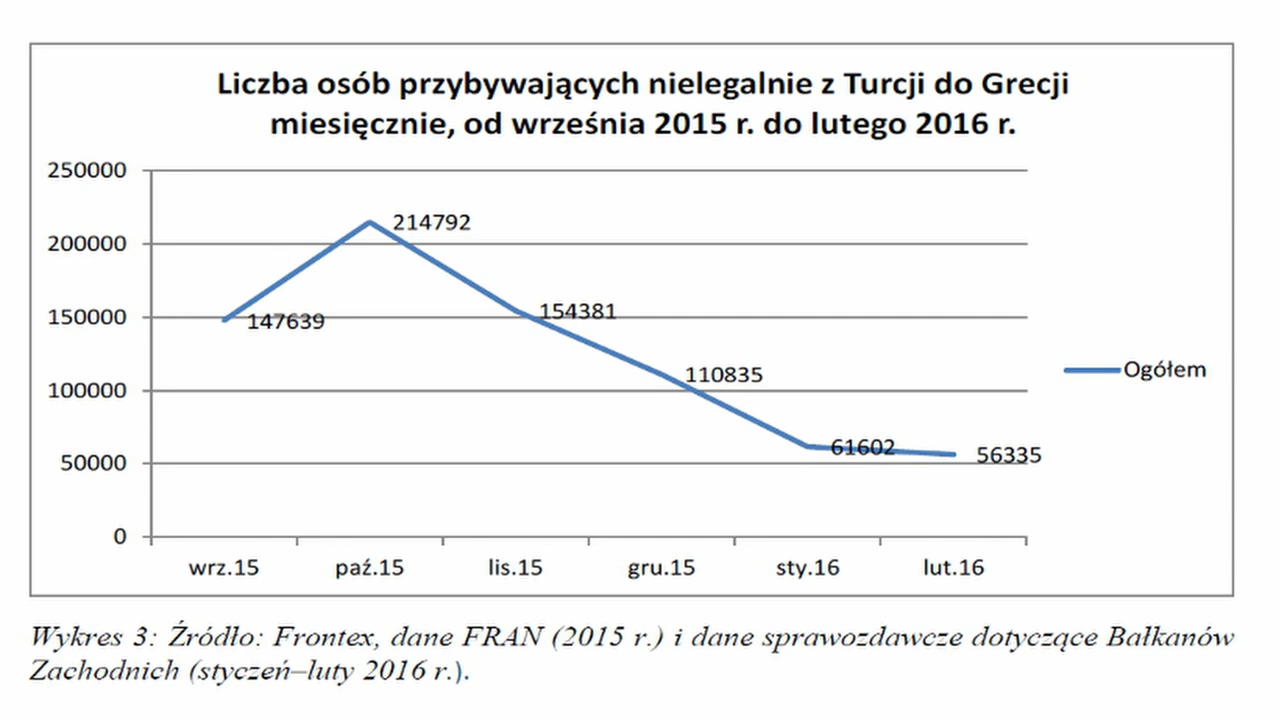 Liczba osób przybywających nielegalnie z Turcji do Grecji
miesięcznie, od września 2015 r. do lutego 2016 r.
250000
200000
150000
100000
50000
0
214792
147639
154381
110835
61602
56335
Ogółem
wrz.15 paź.15 lis.15 gru.15 sty.16 lut.16
Wykres 3: Źródło: Frontex, dane FRAN (2015 r.) i dane sprawozdawcze dotyczące Bałkanów
Zachodnich (styczeń–luty 2016 r.).